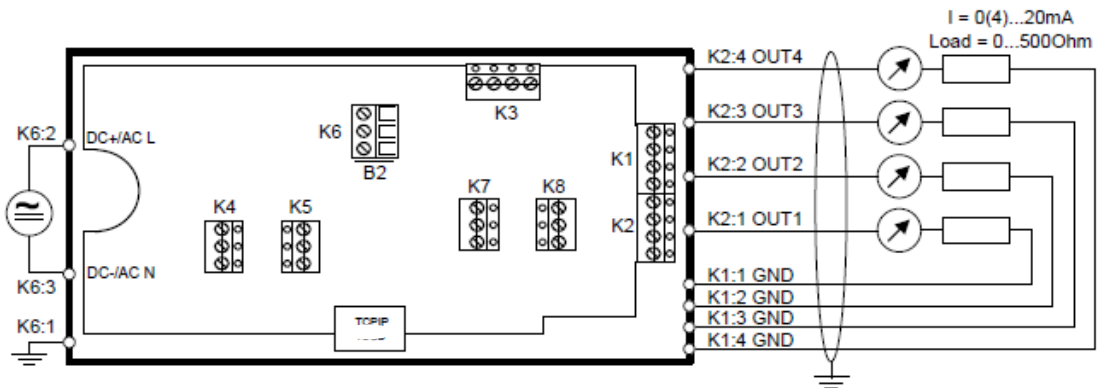 I = 0(4)...20mA
Load = 0...500Ohm
K2:4 OUT4
K3
K2:3 OUT3
K6:2
DC+/AC L
K6
B2
K1
K2:2 OUT2
K7
K8
K4
K5
K2
K2:1 OUT1
DC-/AC N
K6:3
K1:1 GND
K1:2 GND
K1:3 GND
K1:4 GND
K6:1
TCPIP